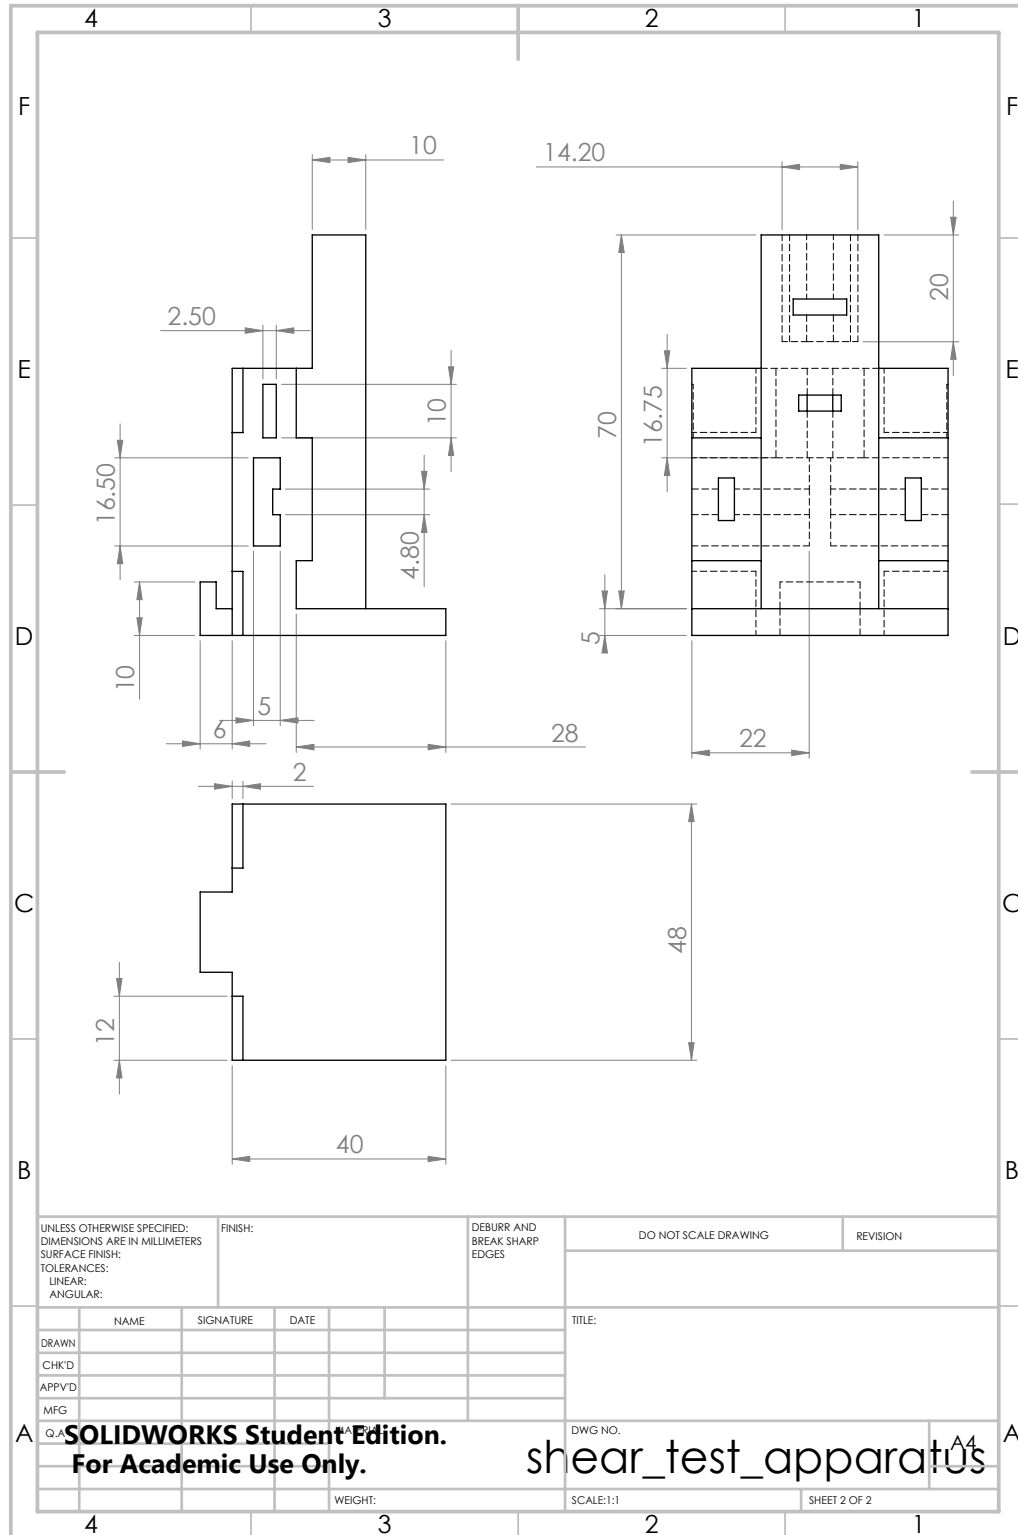 4 3 2 1
F F
10 14.20
20
2.50
E E
10
16.75
70
16.50
4.80
D D
5
10
5
6 28 22
2
C C
48
12
40
B B
UNLESS OTHERWISE SPECIFIED:
DIMENSIONS ARE IN MILLIMETERS
SURFACE FINISH:
TOLERANCES:
LINEAR:
ANGULAR:
FINISH:
DEBURR AND
BREAK SHARP
EDGES
DO NOT SCALE DRAWING
REVISION
NAME SIGNATURE DATE
TITLE:
DRAWN
CHK'D
APPV'D
MFG
Q.A
MATERIAL:
DWG NO.
A A
SOLIDWORKS Student Edition.
For Academic Use Only.
shear_test_apparatus
A4
WEIGHT:
SCALE:1:1
SHEET 2 OF 2
4 3 2 1